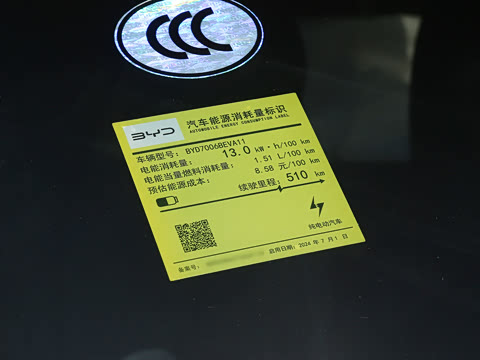 CCC
BYD
汽车能源消耗量标识
AUTOMOBILE ENERGY CONSUMPTION LABEL
车辆型号: BYD7006BEVA11
电能消耗量: 13.0 kW·h/100 km
电能当量燃料消耗量: 1.51 L/100 km
预估能源成本: 8.58 元/100 km
续驶里程: 510 km
纯电动汽车
备案号:
启用日期: 2024 年 7 月 1 日